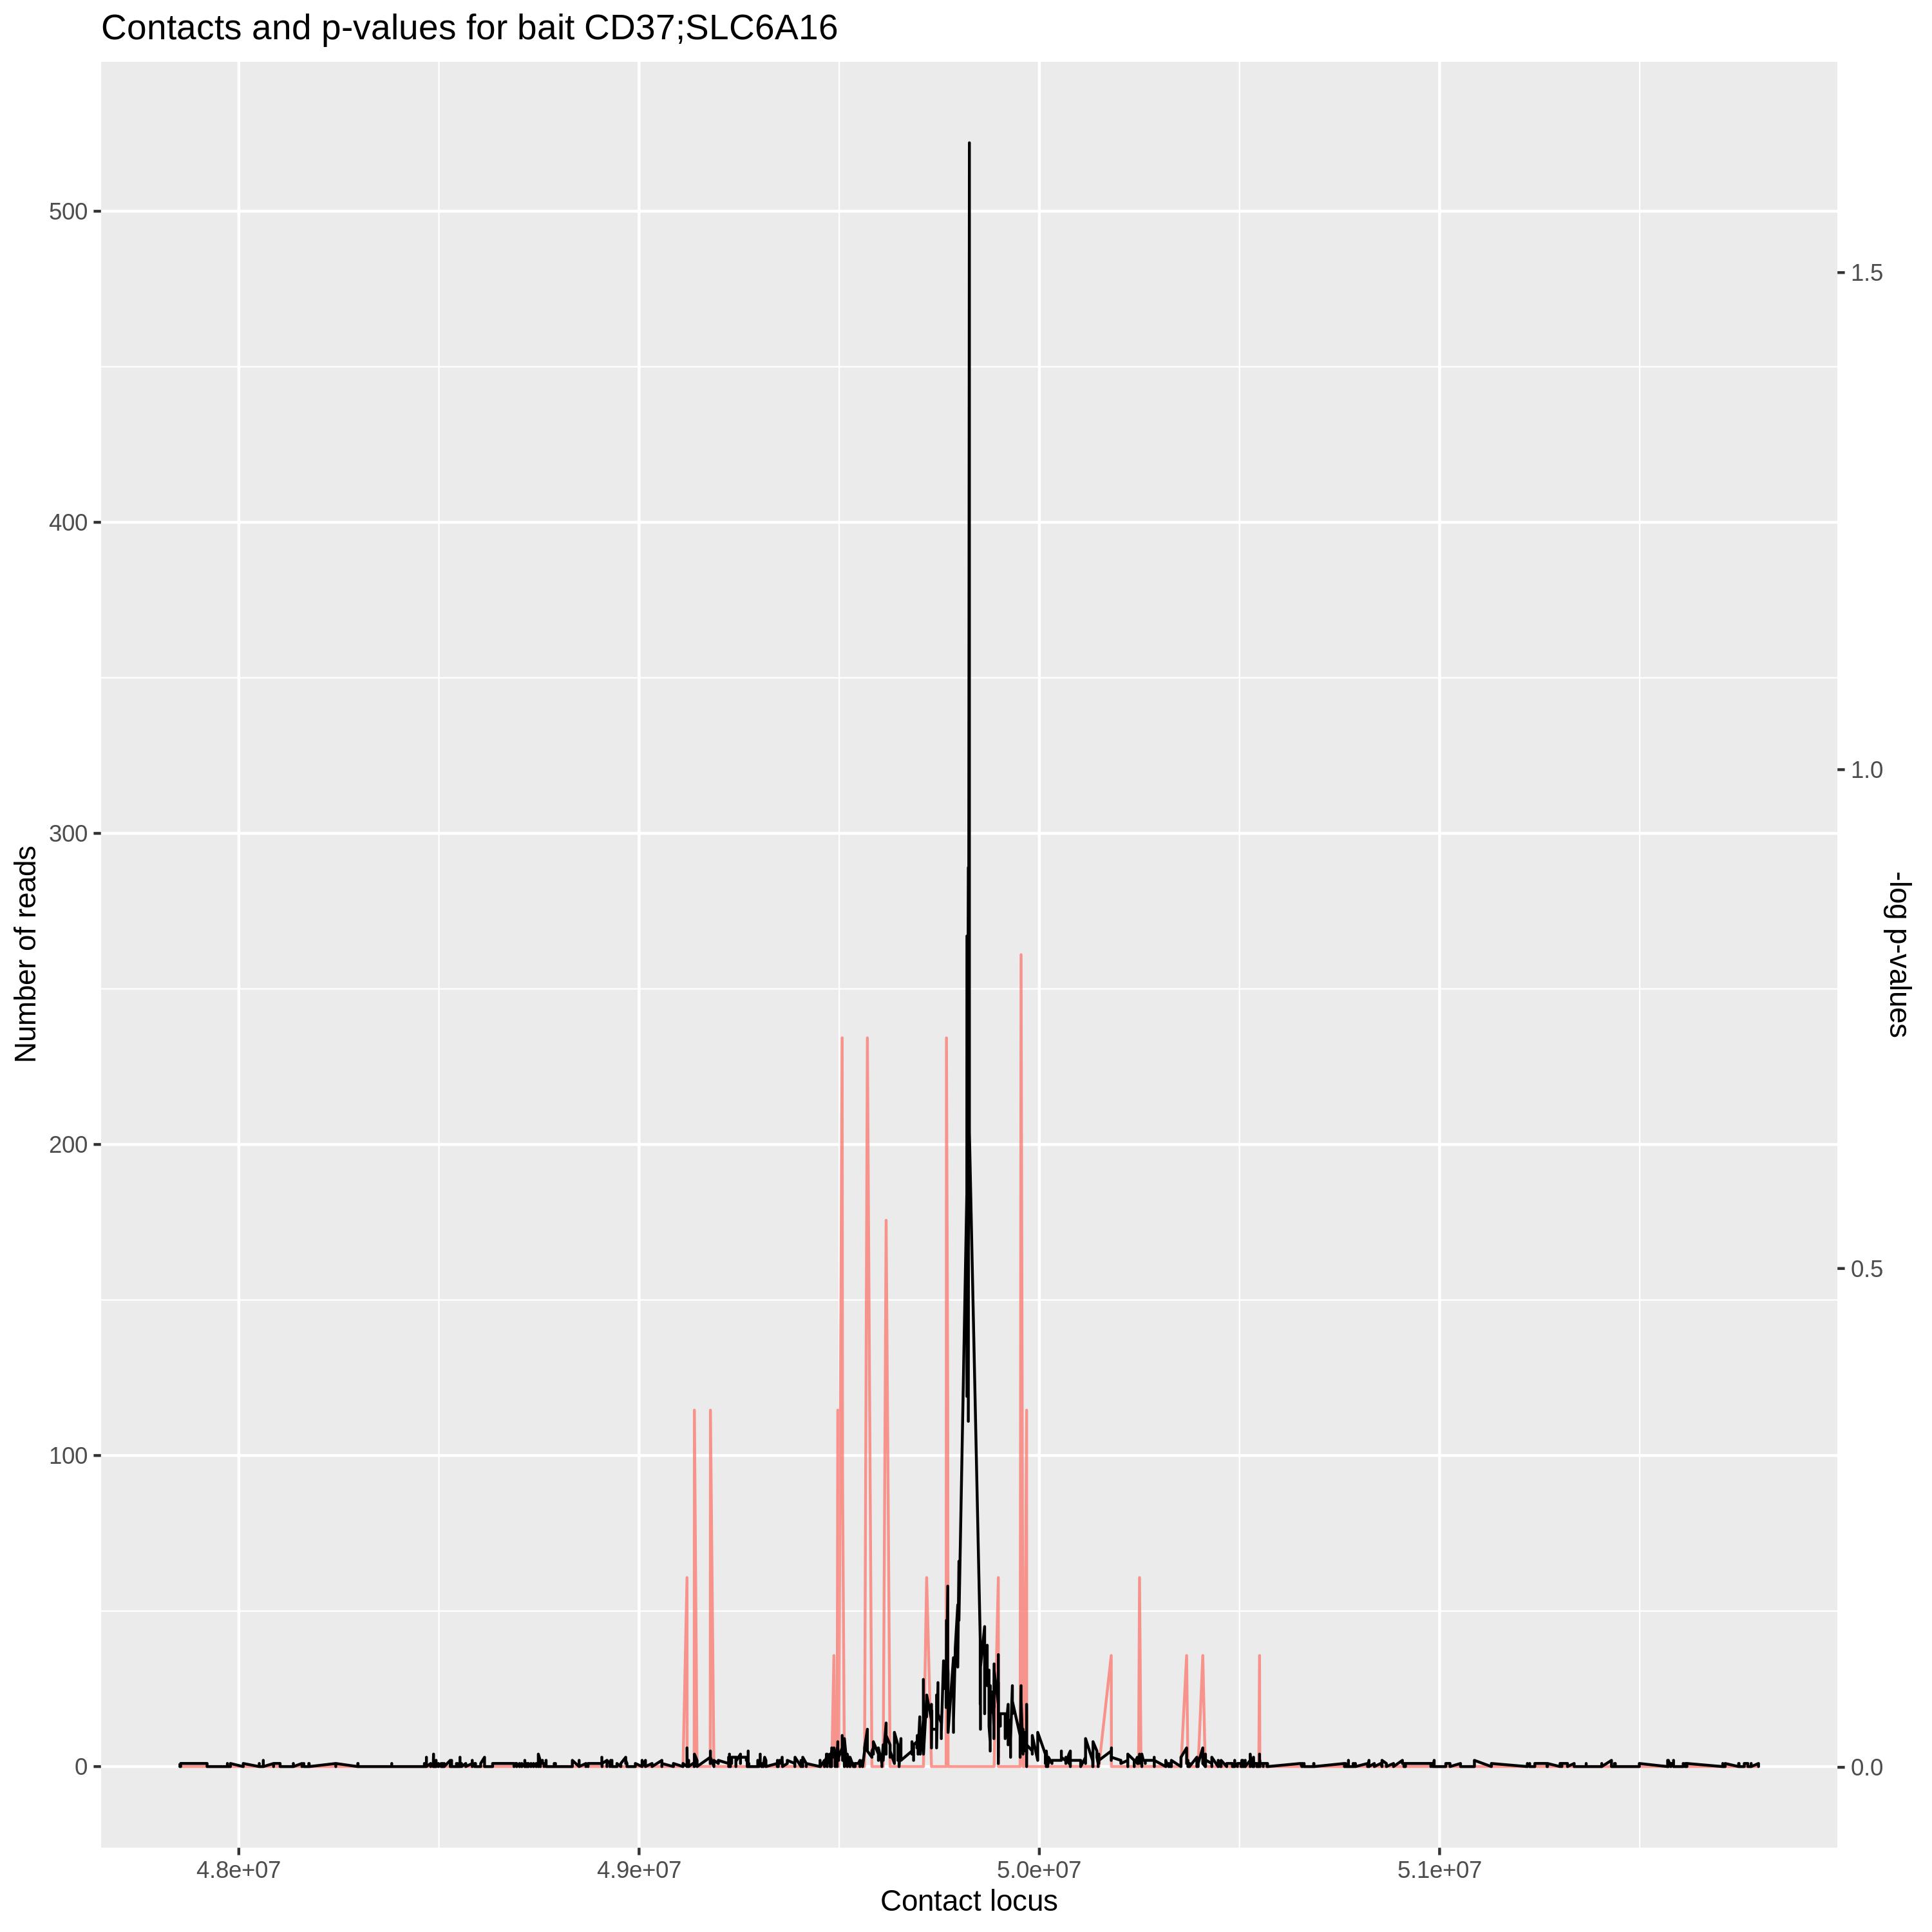 Contacts and p-values for bait CD37;SLC6A16
500
400
300
200
100
0
Number of reads
1.5
1.0
0.5
0.0
-log p-values
4.8e+07
4.9e+07
5.0e+07
5.1e+07
Contact locus